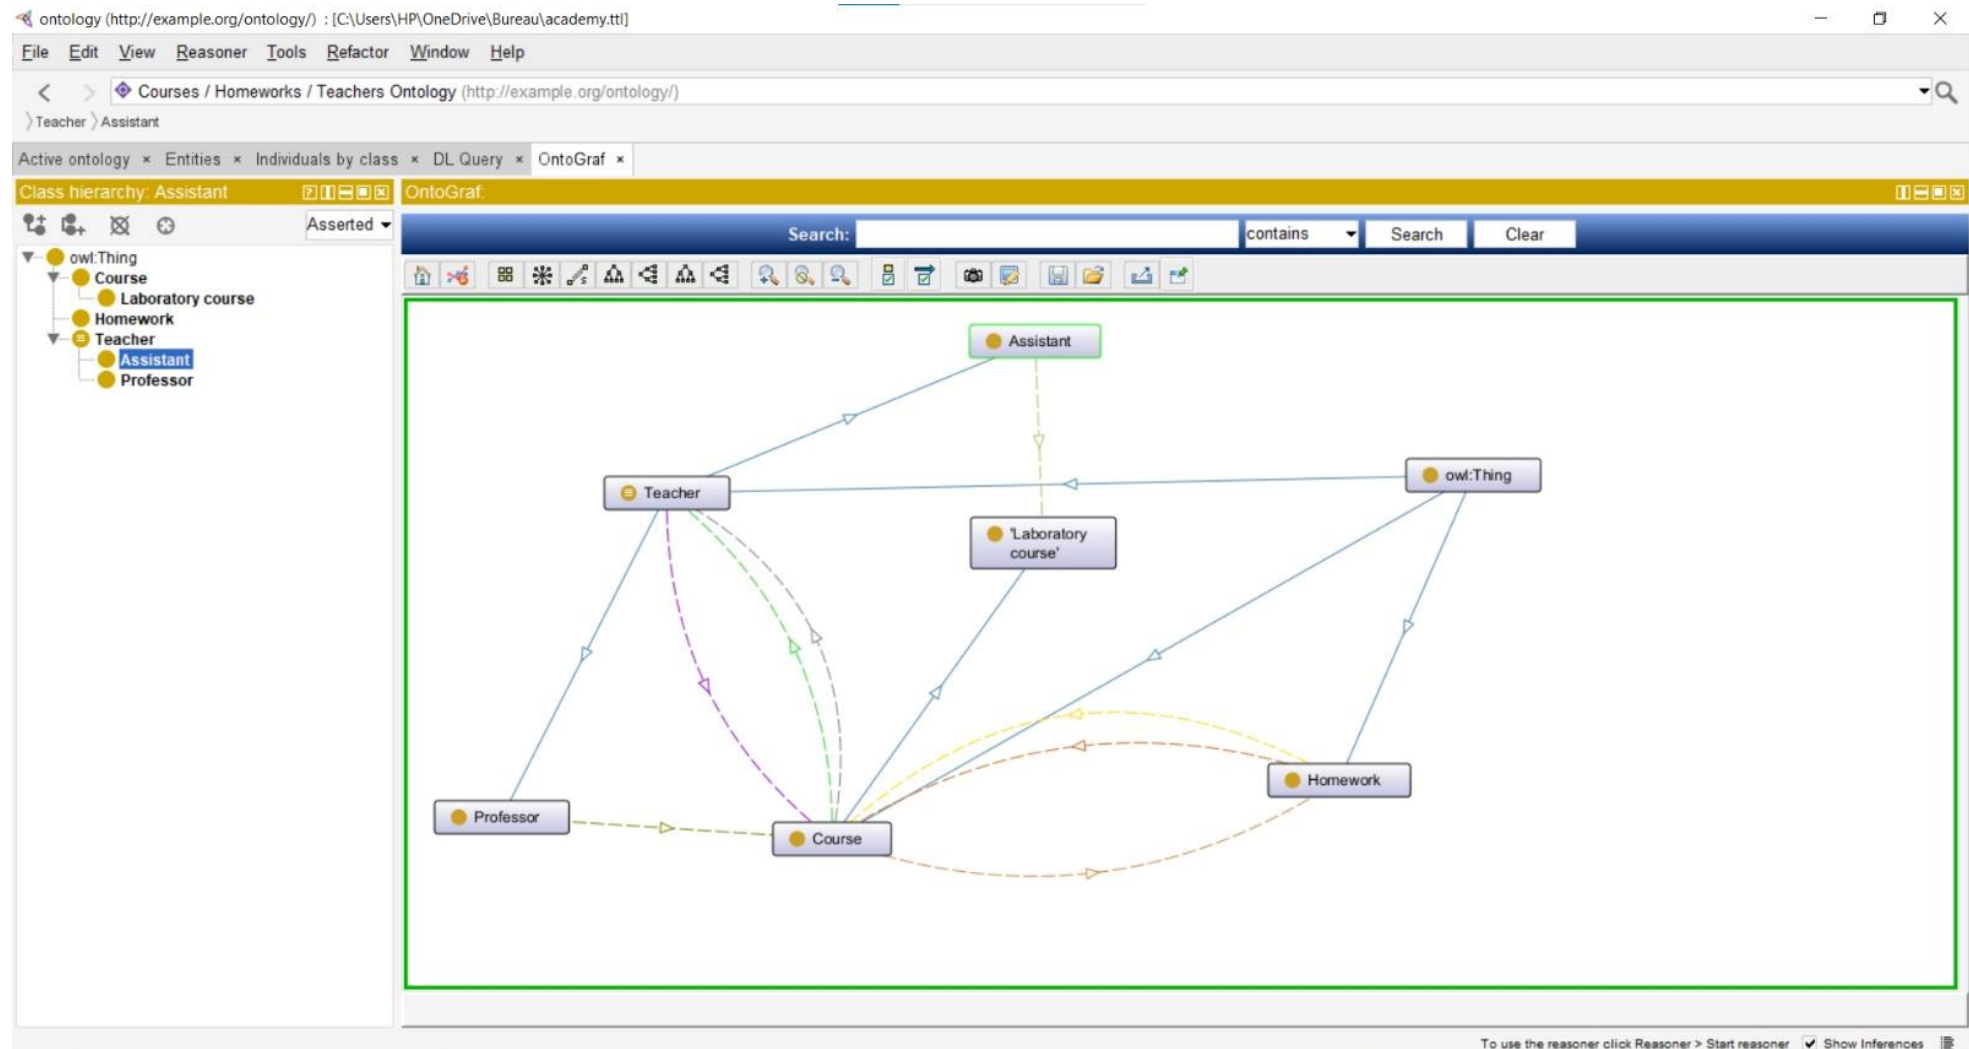 ontology (http://example.org/ontology/)  : [C:\Users\HP\OneDrive\Bureau\academy.ttl]
File Edit View Reasoner Tools Refactor Window Help
Courses / Homeworks / Teachers Ontology (http://example.org/ontology/)
Teacher Assistant
Active ontology × Entities × Individuals by class × DL Query × OntoGraf ×
Class hierarchy: Assistant
OntoGraf:
Asserted
Search: contains Search Clear
owl:Thing
Course
Laboratory course
Homework
Teacher
Assistant
Professor
Assistant
owl:Thing
Teacher
'Laboratory
course'
Homework
Professor
Course
To use the reasoner click Reasoner > Start reasoner Show Inferences